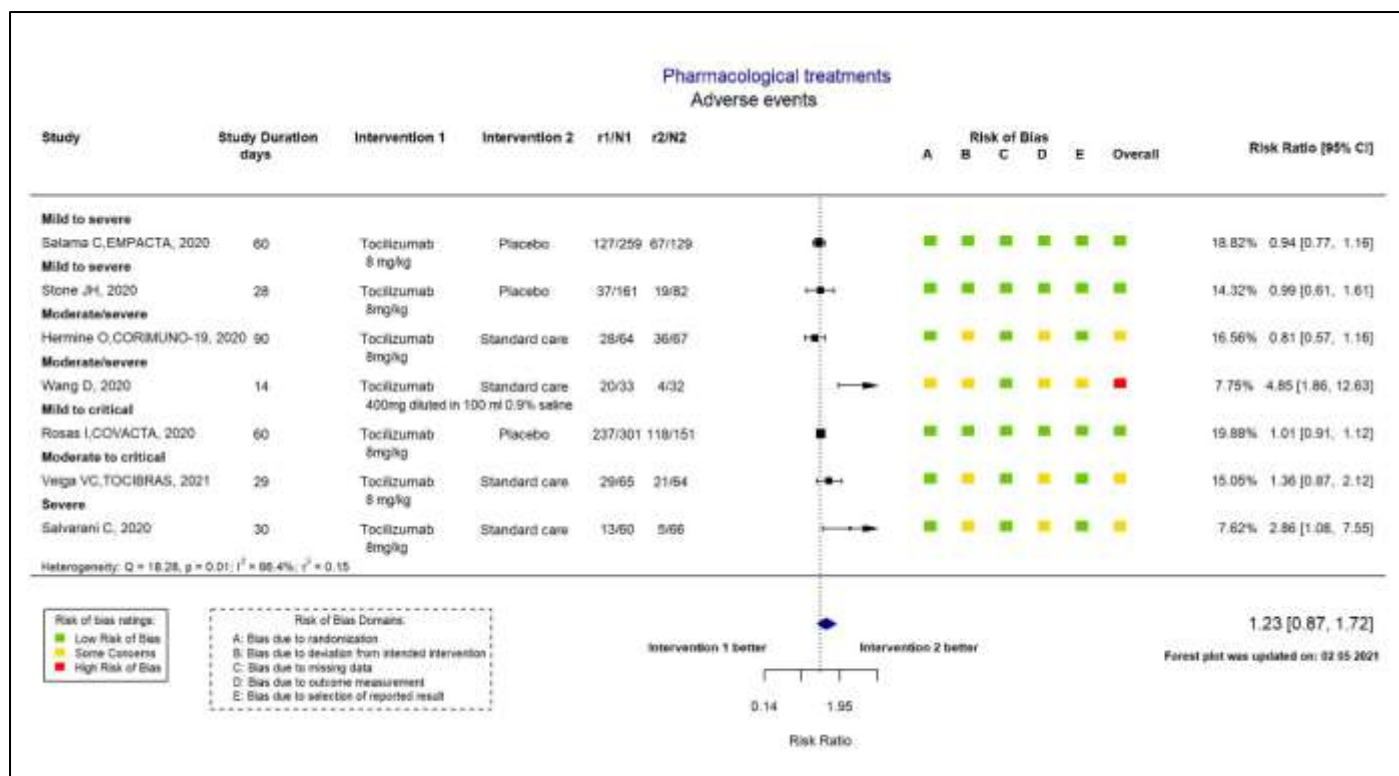 Pharmacological treatments
Adverse events
Study Study Duration days Intervention 1 Intervention 2 r1/N1 r2/N2 Risk of Bias Risk Ratio [95% CI]
A B C D E Overall
Mild to severe
Salama C,EMPACTA, 2020 60 Tocilizumab Placebo 127/259 67/129 18.82% 0.94 [0.77, 1.16]
8 mg/kg
Mild to severe
Stone JH, 2020 28 Tocilizumab Placebo 37/161 19/82 14.32% 0.99 [0.61, 1.61]
8mg/kg
Moderate/severe
Hermine O,CORIMUNO-19, 2020 90 Tocilizumab Standard care 28/64 36/67 16.56% 0.81 [0.57, 1.16]
8mg/kg
Moderate/severe
Wang D, 2020 14 Tocilizumab Standard care 20/33 4/32 7.75% 4.85 [1.86, 12.63]
400mg diluted in 100 ml 0.9% saline
Mild to critical
Rosas I,COVACTA, 2020 60 Tocilizumab Placebo 237/301 118/151 19.88% 1.01 [0.91, 1.12]
8mg/kg
Moderate to critical
Veiga VC,TOCIBRAS, 2021 29 Tocilizumab Standard care 29/65 21/64 15.05% 1.36 [0.87, 2.12]
8 mg/kg
Severe
Salvarani C, 2020 30 Tocilizumab Standard care 13/60 5/66 7.62% 2.86 [1.08, 7.55]
8mg/kg
Heterogeneity: Q = 18.28, p = 0.01; I² = 66.4%; τ² = 0.15
Risk of bias ratings:
Low Risk of Bias
Some Concerns
High Risk of Bias
Risk of Bias Domains:
A: Bias due to randomization
B: Bias due to deviation from intended intervention
C: Bias due to missing data
D: Bias due to outcome measurement
E: Bias due to selection of reported result
1.23 [0.87, 1.72]
Intervention 1 better Intervention 2 better
Forest plot was updated on: 02 05 2021
0.14 1.95
Risk Ratio